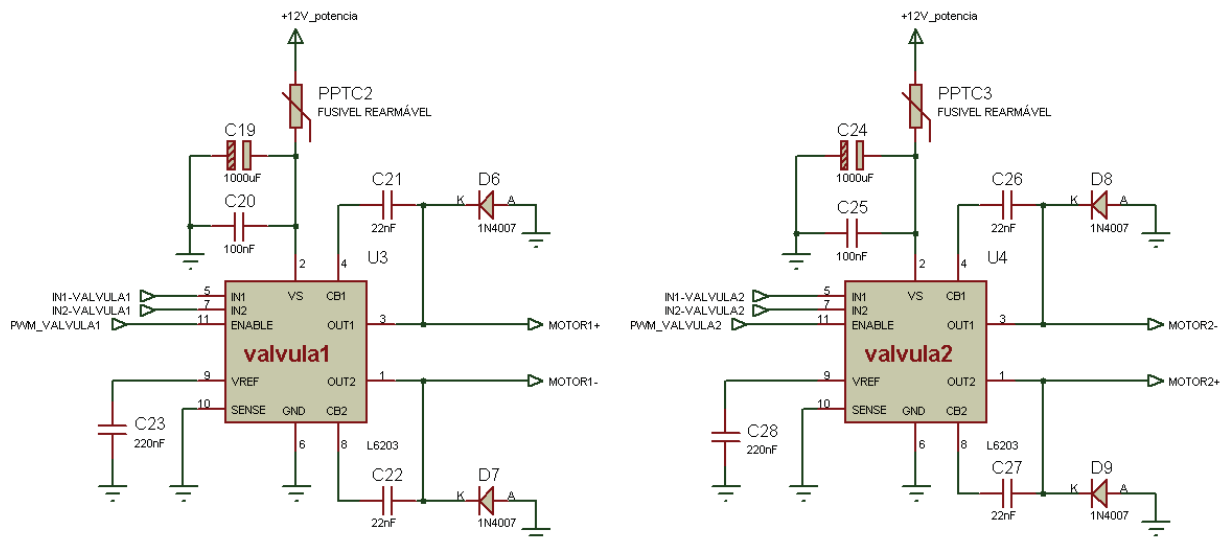 +12V_potencia
PPTC2
FUSIVEL REARMÁVEL
C19
1000uF
C20
100nF
C21
22nF
D6
K
A
1N4007
U3
2
4
IN1-VALVULA1
5
IN1
VS
CB1
IN2-VALVULA1
7
IN2
PWM_VALVULA1
11
ENABLE
OUT1
3
MOTOR1+
valvula1
9
VREF
OUT2
1
MOTOR1-
10
SENSE
GND
CB2
C23
220nF
6
8
L6203
C22
22nF
D7
K
A
1N4007
+12V_potencia
PPTC3
FUSIVEL REARMÁVEL
C24
1000uF
C25
100nF
C26
22nF
D8
K
A
1N4007
U4
2
4
IN1-VALVULA2
5
IN1
VS
CB1
IN2-VALVULA2
7
IN2
PWM_VALVULA2
11
ENABLE
OUT1
3
MOTOR2-
valvula2
9
VREF
OUT2
1
MOTOR2+
10
SENSE
GND
CB2
C28
220nF
6
8
L6203
C27
22nF
D9
K
A
1N4007